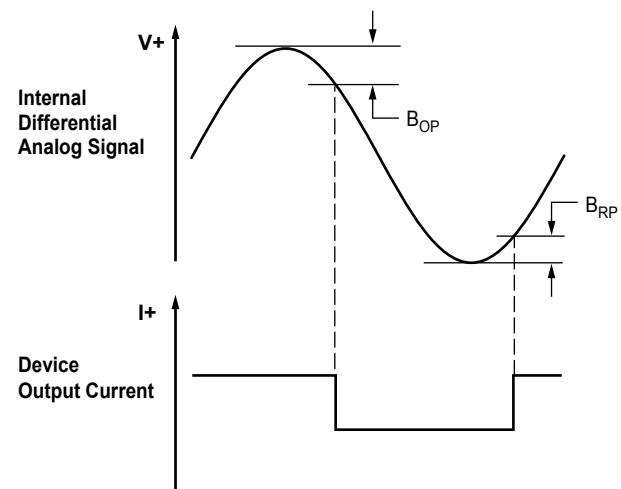 V+
Internal
Differential
Analog Signal
B_OP
B_RP
I+
Device
Output Current